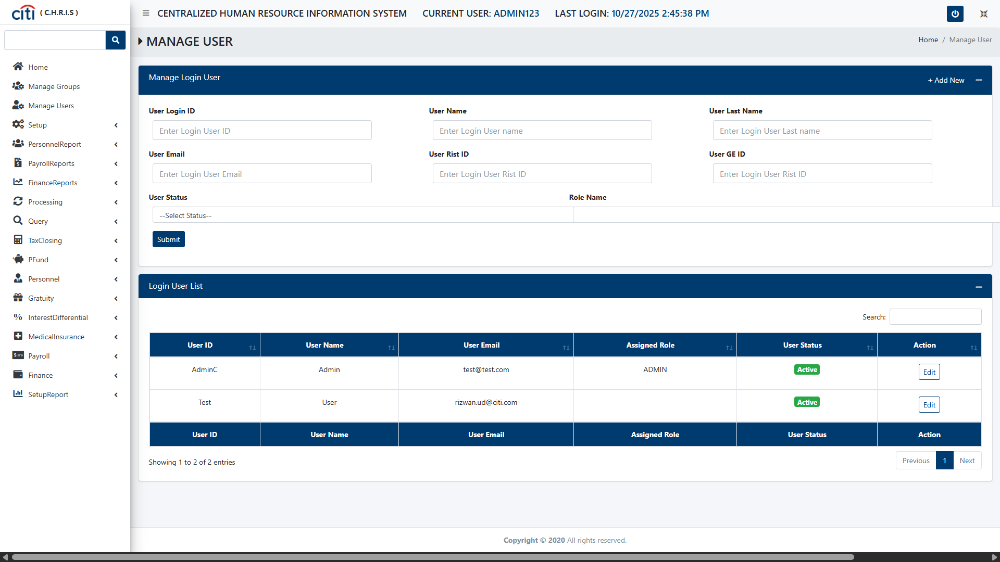 citi ( C.H.R.I.S )
CENTRALIZED HUMAN RESOURCE INFORMATION SYSTEM CURRENT USER: ADMIN123 LAST LOGIN: 10/27/2025 2:45:38 PM
MANAGE USER
Home / Manage User
Home
Manage Groups
Manage Users
Setup
PersonnelReport
PayrollReports
FinanceReports
Processing
Query
TaxClosing
PFund
Personnel
Gratuity
InterestDifferential
MedicalInsurance
Payroll
Finance
SetupReport
Manage Login User
+ Add New
User Login ID User Name User Last Name
Enter Login User ID Enter Login User name Enter Login User Last name
User Email User Rist ID User GE ID
Enter Login User Email Enter Login User Rist ID Enter Login User Rist ID
User Status Role Name
--Select Status--
Submit
Login User List
Search:
User ID User Name User Email Assigned Role User Status Action
AdminC Admin test@test.com ADMIN Active Edit
Test User rizwan.ud@citi.com Active Edit
User ID User Name User Email Assigned Role User Status Action
Showing 1 to 2 of 2 entries
Previous 1 Next
Copyright © 2020 All rights reserved.